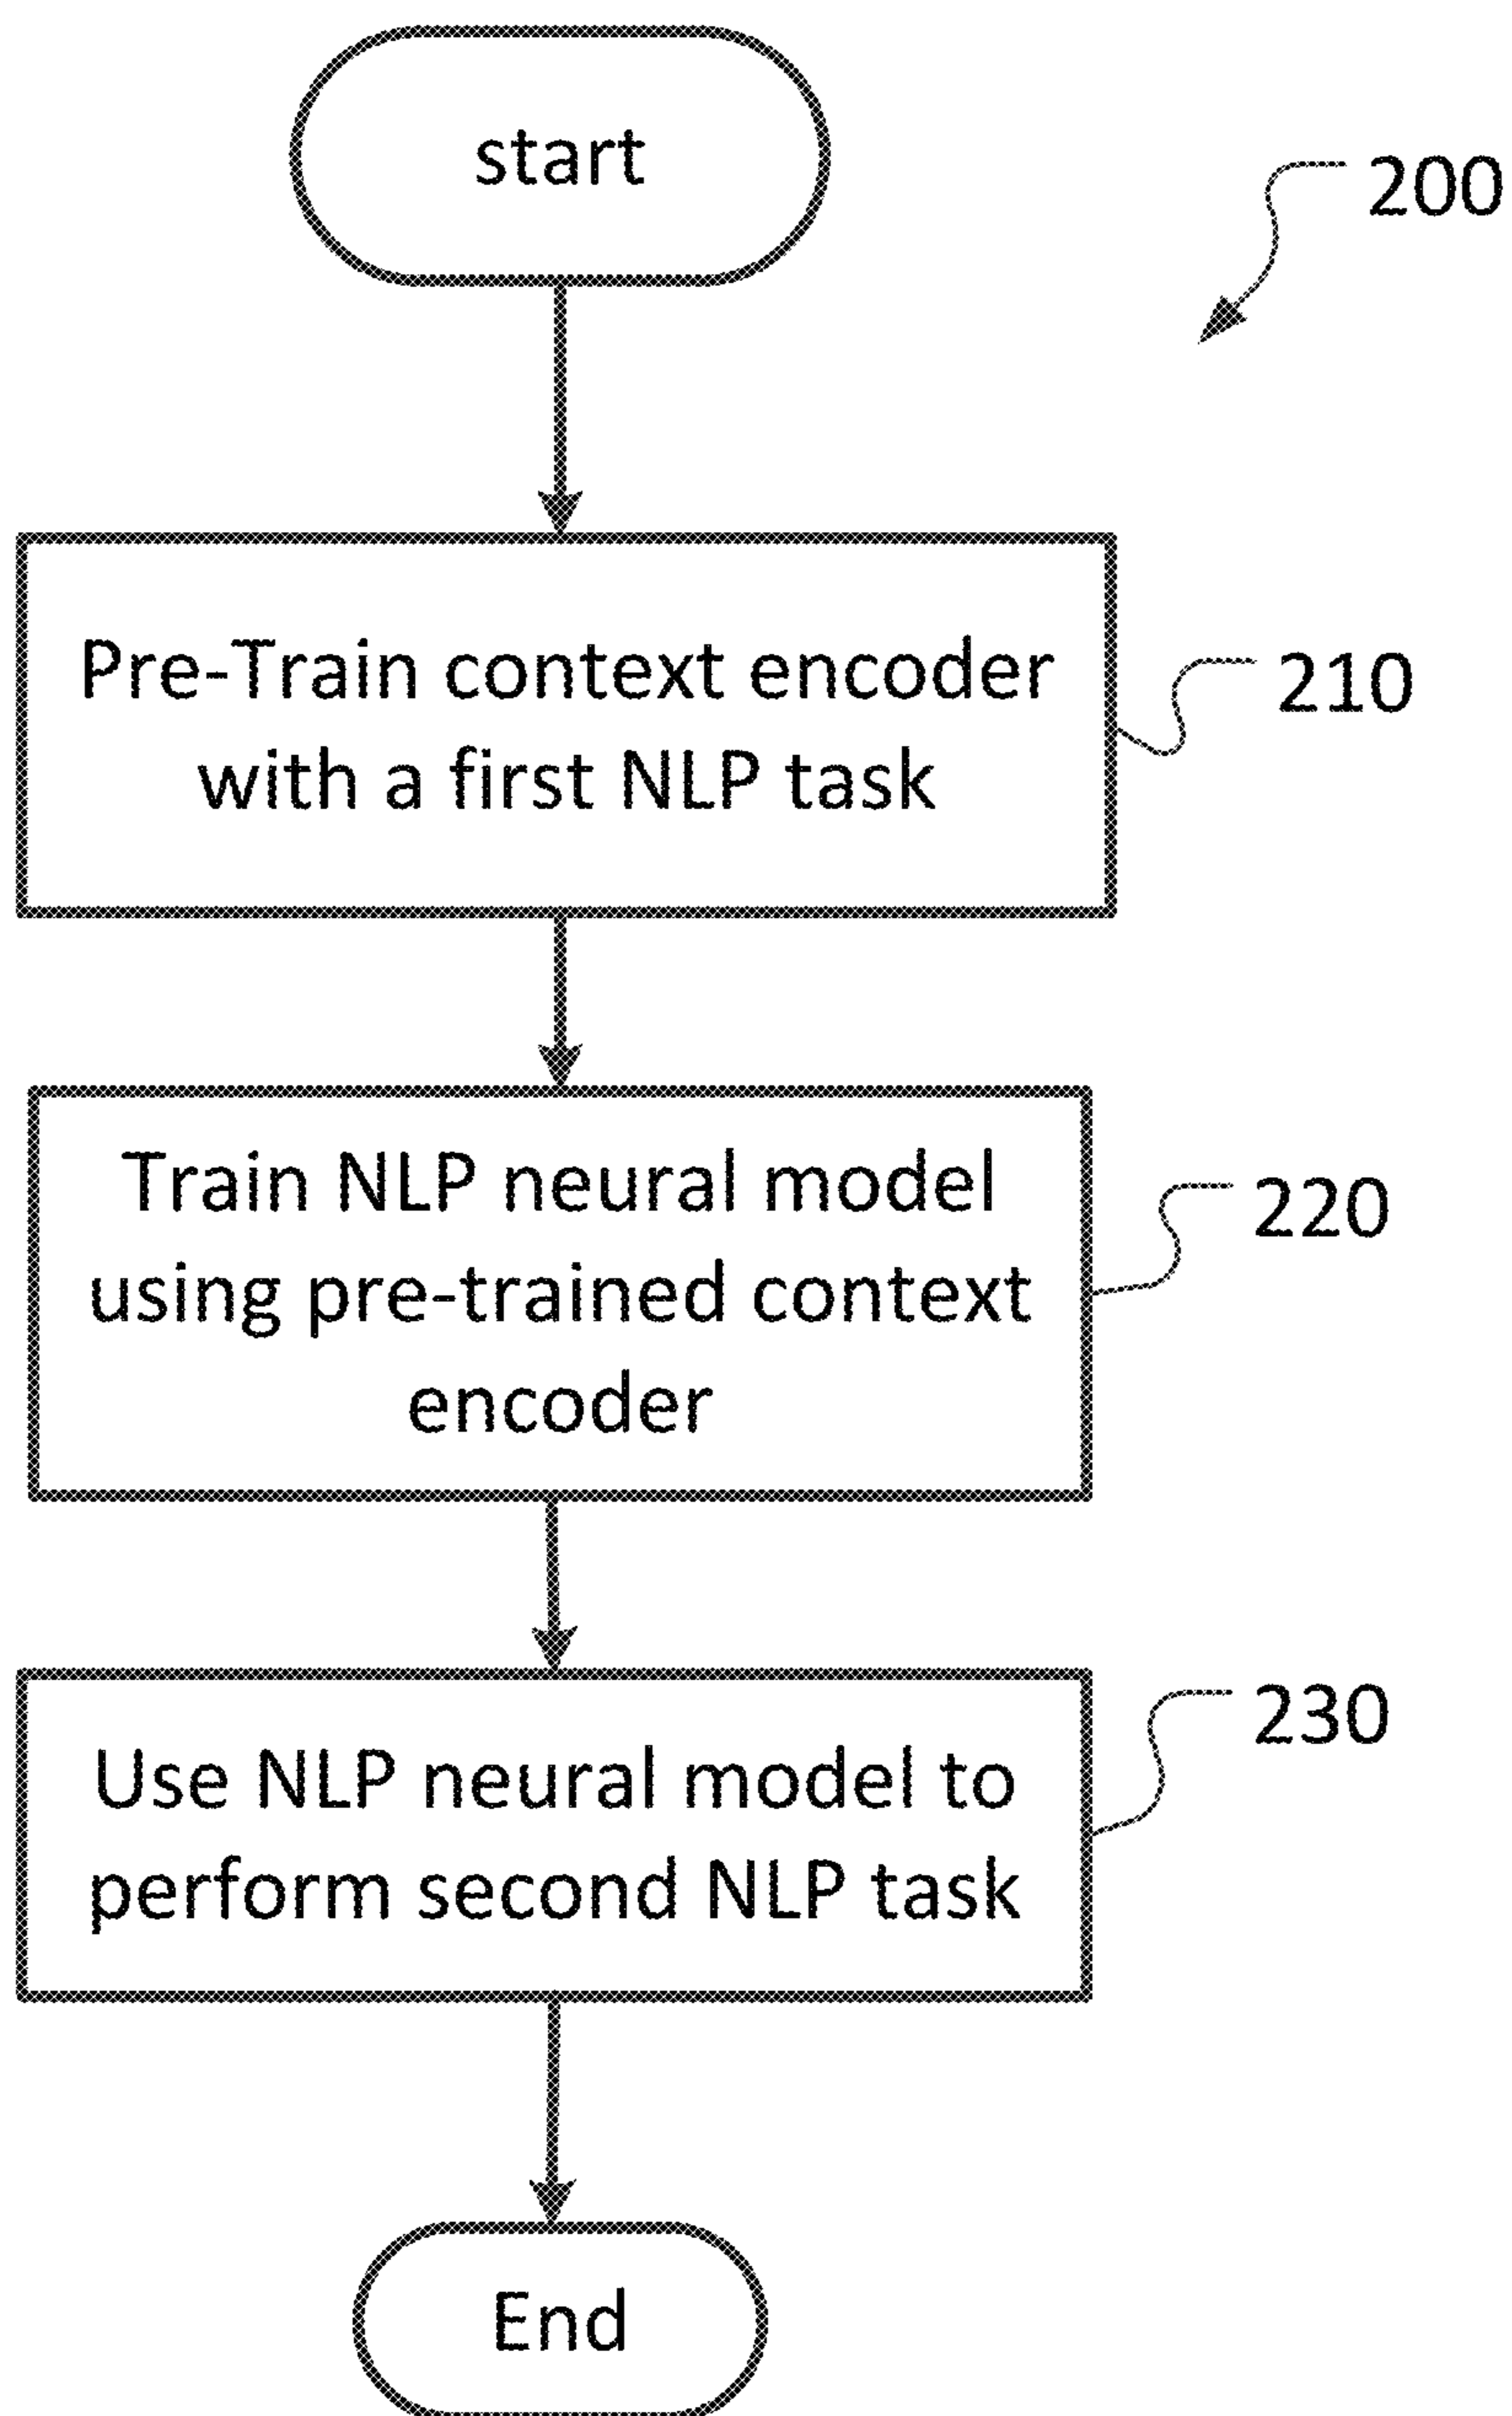 start
200
Pre-Train context encoder
with a first NLP task
210
Train NLP neural model
using pre-trained context
encoder
220
Use NLP neural model to
perform second NLP task
230
End